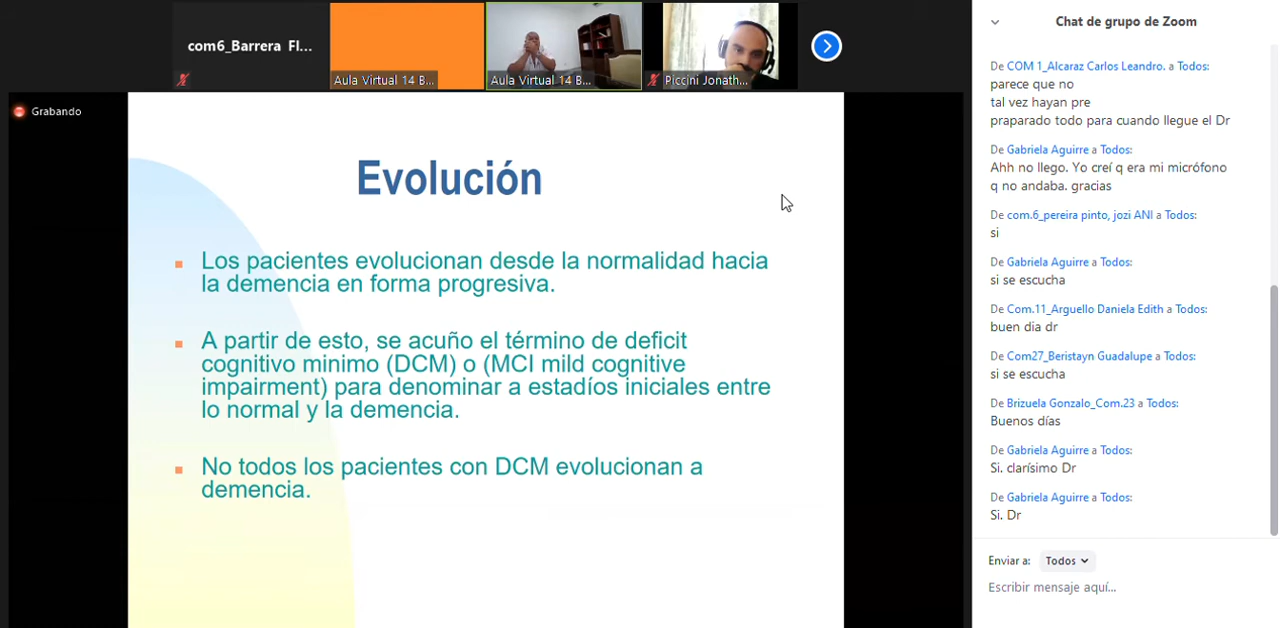 com6_Barrera Fl...
Aula Virtual 14 B...
Aula Virtual 14 B...
Piccini Jonath...
Grabando
Evolución
Los pacientes evolucionan desde la normalidad hacia
la demencia en forma progresiva.
A partir de esto, se acuño el término de deficit
cognitivo minimo (DCM) o (MCI mild cognitive
impairment) para denominar a estadíos iniciales entre
lo normal y la demencia.
No todos los pacientes con DCM evolucionan a
demencia.
Chat de grupo de Zoom
De COM 1_Alcaraz Carlos Leandro. a Todos:
parece que no
tal vez hayan pre
praparado todo para cuando llegue el Dr
De Gabriela Aguirre a Todos:
Ahh no llego. Yo creí q era mi micrófono
q no andaba. gracias
De com.6_pereira pinto, jozi ANI a Todos:
si
De Gabriela Aguirre a Todos:
si se escucha
De Com.11_Arguello Daniela Edith a Todos:
buen dia dr
De Com27_Beristayn Guadalupe a Todos:
si se escucha
De Brizuela Gonzalo_Com.23 a Todos:
Buenos días
De Gabriela Aguirre a Todos:
Si. clarísimo Dr
De Gabriela Aguirre a Todos:
Si. Dr
Enviar a: Todos
Escribir mensaje aquí...